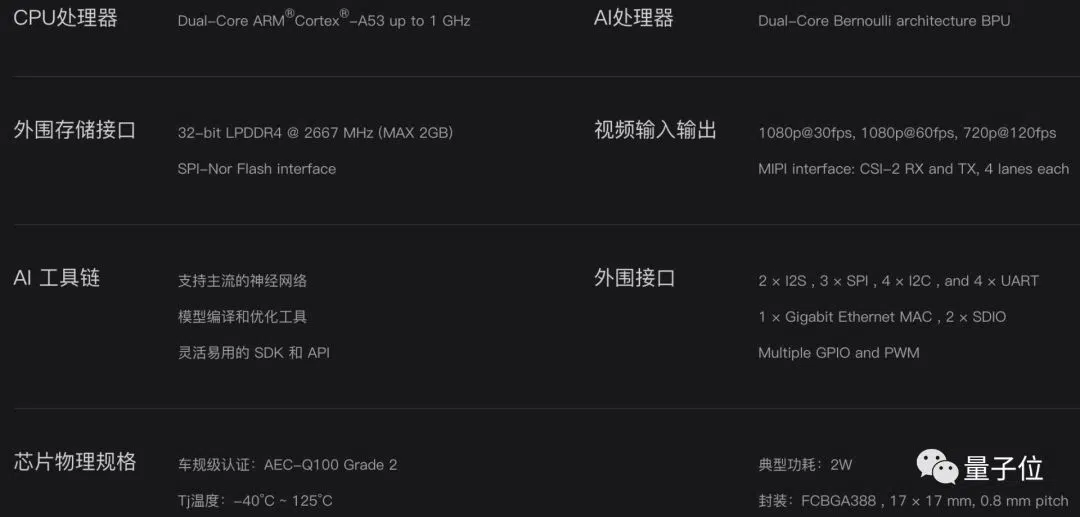 CPU处理器
Dual-Core ARM®Cortex®-A53 up to 1 GHz
AI处理器
Dual-Core Bernoulli architecture BPU
外围存储接口
32-bit LPDDR4 @ 2667 MHz (MAX 2GB)
SPI-Nor Flash interface
视频输入输出
1080p@30fps, 1080p@60fps, 720p@120fps
MIPI interface: CSI-2 RX and TX, 4 lanes each
AI 工具链
支持主流的神经网络
模型编译和优化工具
灵活易用的 SDK 和 API
外围接口
2 × I2S , 3 × SPI , 4 × I2C , and 4 × UART
1 × Gigabit Ethernet MAC , 2 × SDIO
Multiple GPIO and PWM
芯片物理规格
车规级认证：AEC-Q100 Grade 2
Tj温度：-40°C ~ 125°C
典型功耗：2W
封装：FCBGA388 , 17 × 17 mm, 0.8 mm pitch
量子位